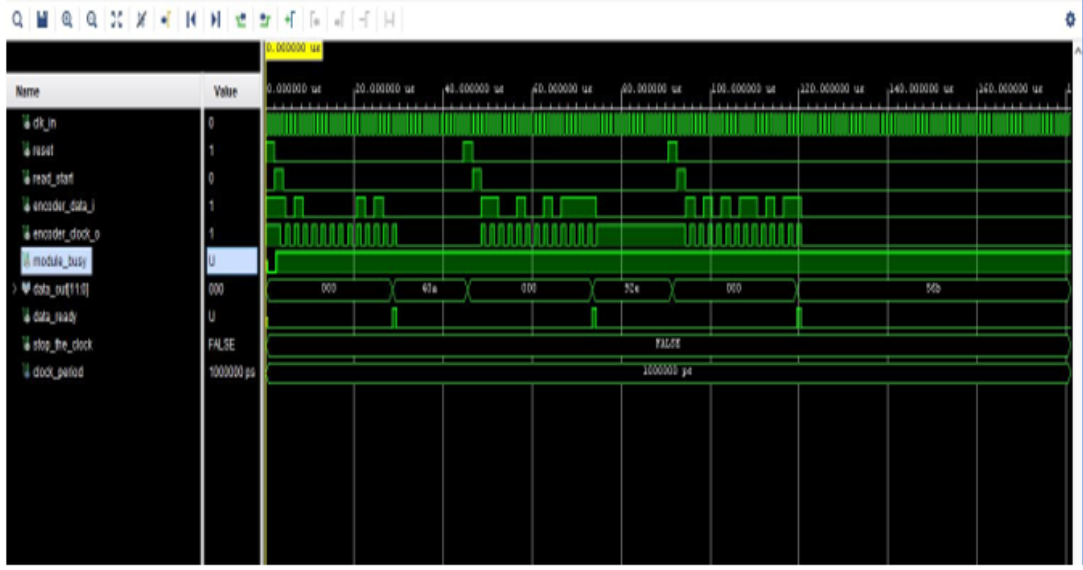 0.000000 us
Name Value
0.000000 us 20.000000 us 40.000000 us 60.000000 us 80.000000 us 100.000000 us 120.000000 us 140.000000 us 160.000000 us
clk_in 0
reset 1
read_start 0
encoder_data_i 1
encoder_clock_o 1
module_busy U
data_out[11:0] 000 000 000 000
data_ready U
stop_the_clock FALSE FALSE
clock_period 1000000 ps 1000000 ps